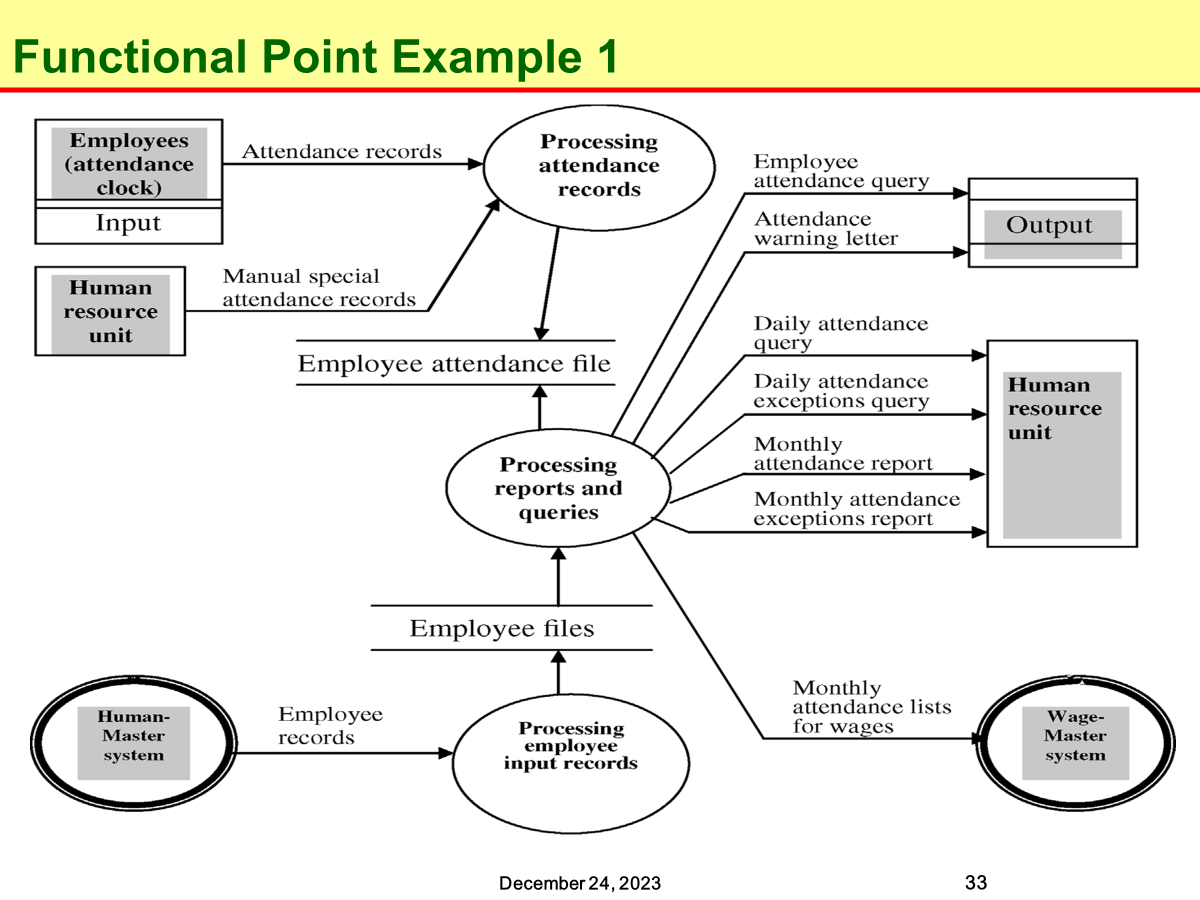 Functional Point Example 1
Employees
(attendance
clock)
Input
Attendance records
Processing
attendance
records
Employee
attendance query
Attendance
warning letter
Output
Human
resource
unit
Manual special
attendance records
Employee attendance file
Daily attendance
query
Daily attendance
exceptions query
Monthly
attendance report
Monthly attendance
exceptions report
Human
resource
unit
Processing
reports and
queries
Employee files
Human-
Master
system
Employee
records
Processing
employee
input records
Monthly
attendance lists
for wages
Wage-
Master
system
December 24, 2023
33